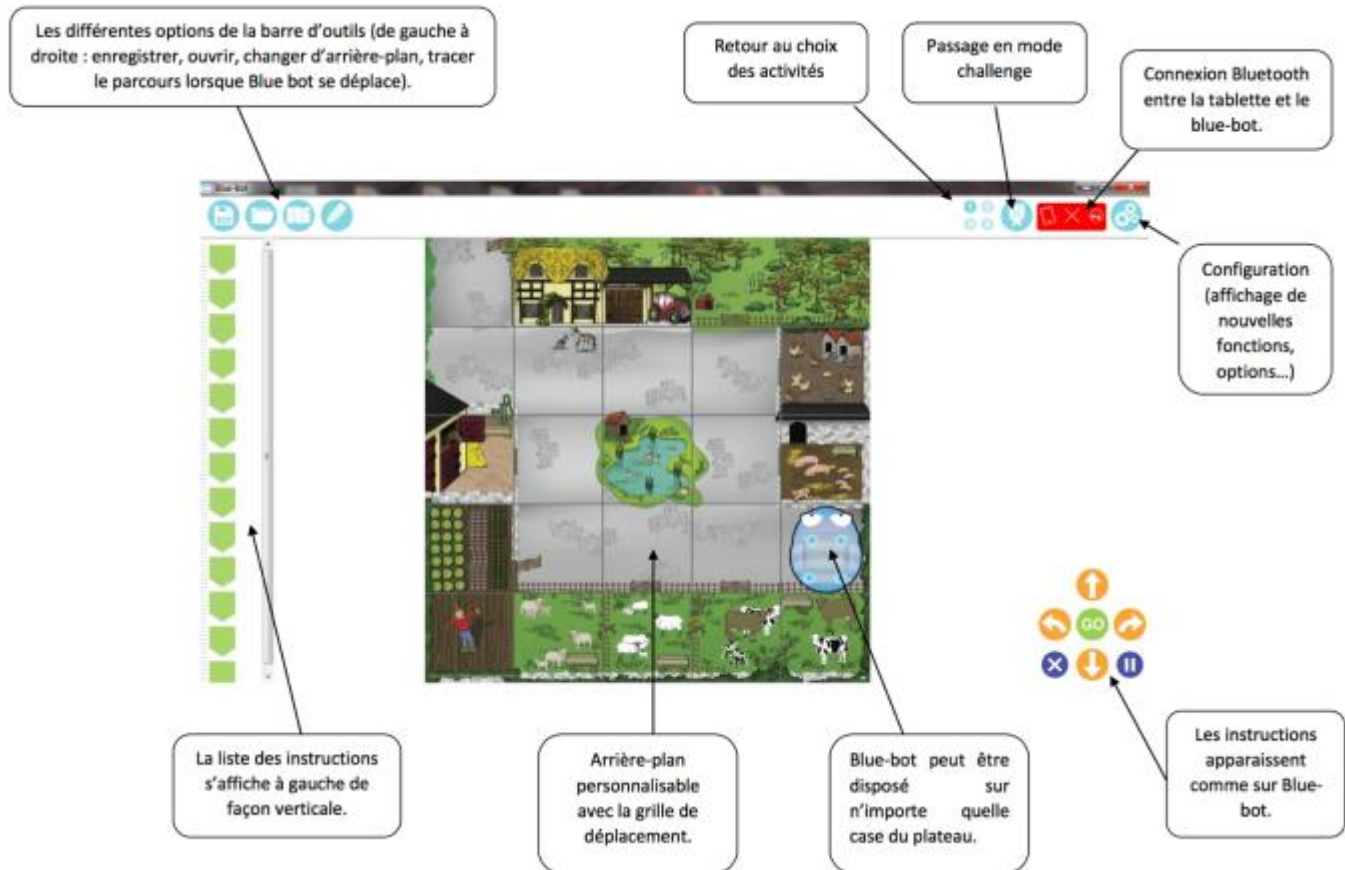 Les différentes options de la barre d'outils (de gauche à
droite : enregistrer, ouvrir, changer d'arrière-plan, tracer
le parcours lorsque Blue bot se déplace).
Retour au choix
des activités
Passage en mode
challenge
Connexion Bluetooth
entre la tablette et le
blue-bot.
Blue-Bot
Configuration
(affichage de
nouvelles
fonctions,
options...)
GO
La liste des instructions
s'affiche à gauche de
façon verticale.
Arrière-plan
personnalisable
avec la grille de
déplacement.
Blue-bot peut être
disposé sur
n'importe quelle
case du plateau.
Les instructions
apparaissent
comme sur Blue-
bot.